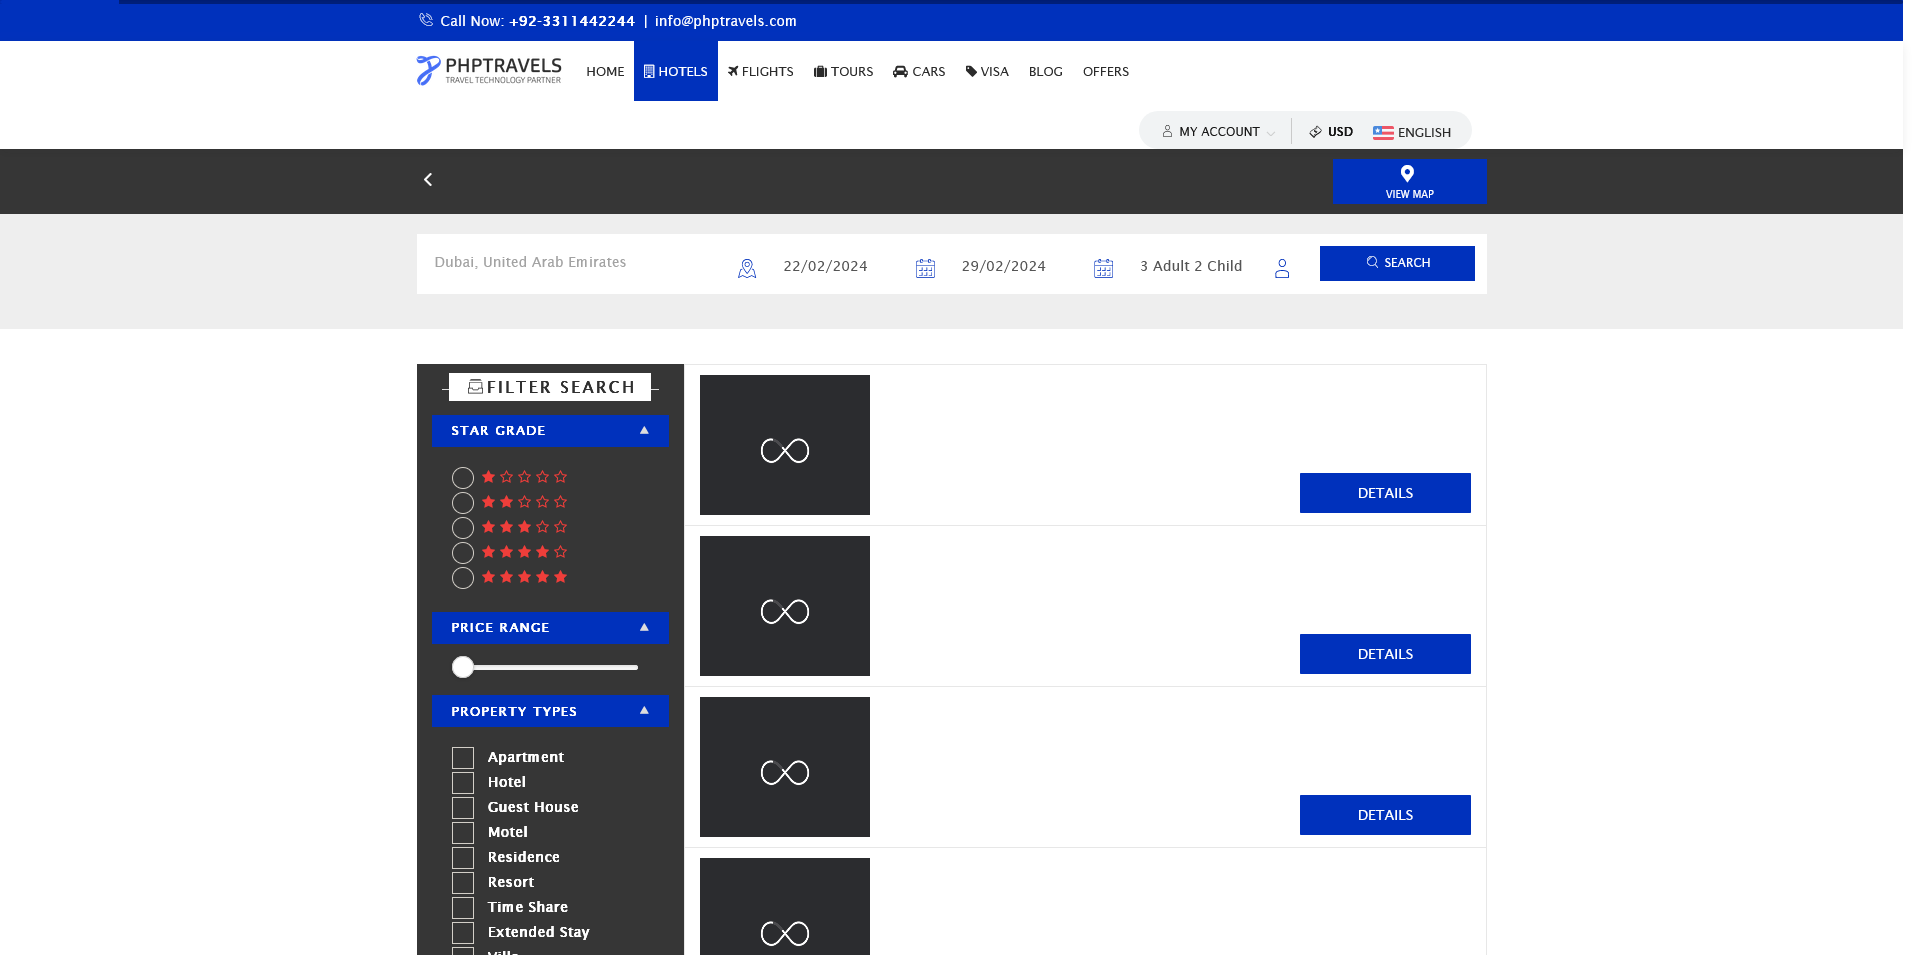 Call Now: +92-3311442244 | info@phptravels.com
PHPTRAVELS
TRAVEL TECHNOLOGY PARTNER
HOME HOTELS FLIGHTS TOURS CARS VISA BLOG OFFERS
MY ACCOUNT USD ENGLISH
VIEW MAP
Dubai, United Arab Emirates 22/02/2024 29/02/2024 3 Adult 2 Child SEARCH
FILTER SEARCH
STAR GRADE
DETAILS
PRICE RANGE
DETAILS
PROPERTY TYPES
Apartment
Hotel
Guest House
DETAILS
Motel
Residence
Resort
Time Share
Extended Stay
Villa